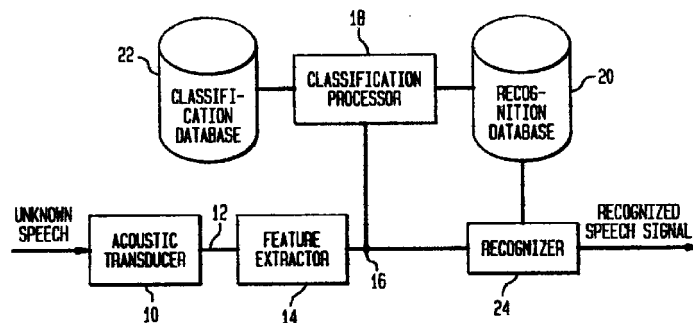 18
22
CLASSIFI-
CATION
DATABASE
CLASSIFICATION
PROCESSOR
RECOG-
NITION
DATABASE
20
UNKNOWN
SPEECH
12
ACOUSTIC
TRANSDUCER
FEATURE
EXTRACTOR
RECOGNIZER
RECOGNIZED
SPEECH SIGNAL
10
14
16
24